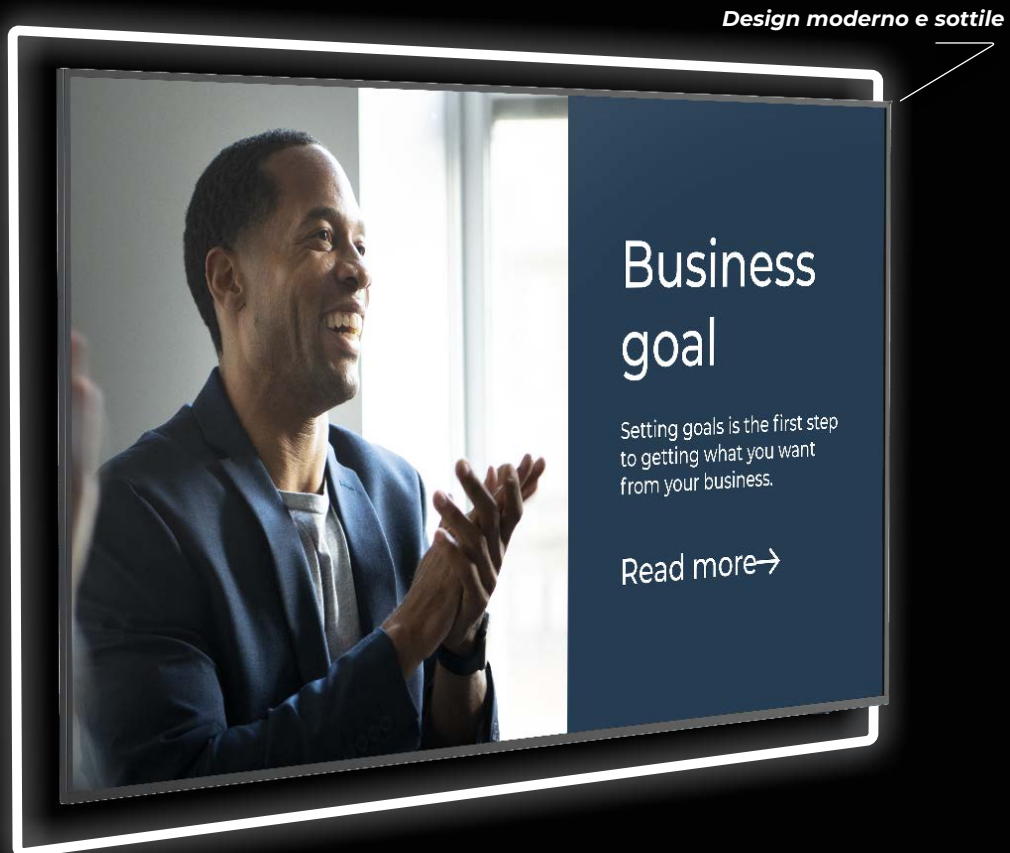 Design moderno e sottile
Business
goal
Setting goals is the first step
to getting what you want
from your business.
Read more→